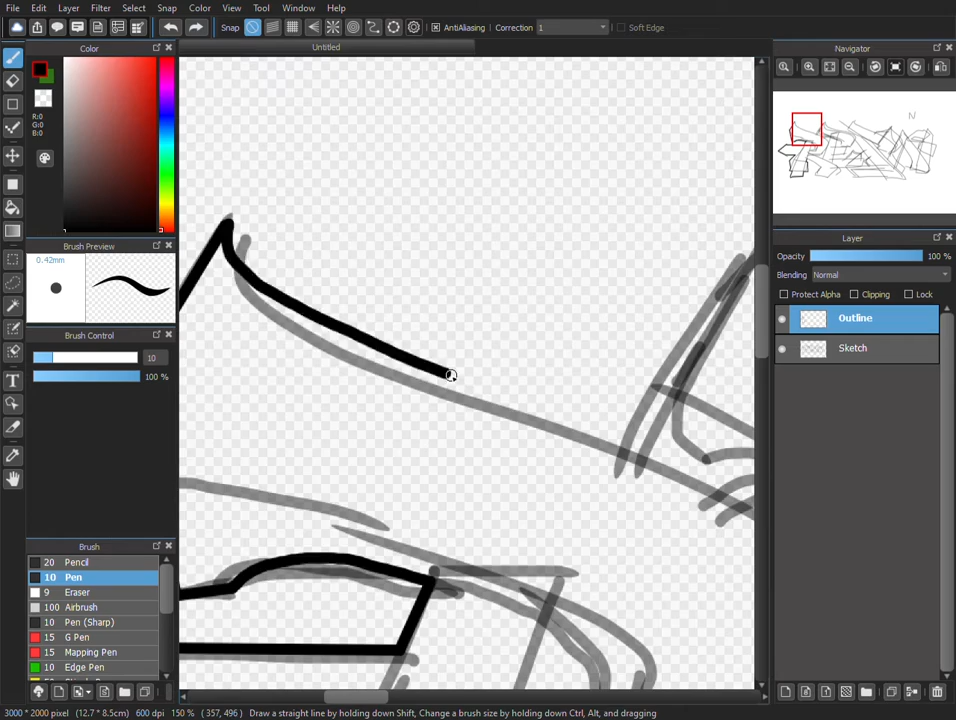 File Edit Layer Filter Select Snap Color View Tool Window Help
Snap AntiAliasing Correction 1 Soft Edge
Color
Untitled
Navigator
R:0
G:0
B:0
N
Brush Preview
0.42mm
Brush Control
10
100 %
Layer
Opacity 100 %
Blending Normal
Protect Alpha Clipping Lock
Outline
Sketch
Brush
20 Pencil
10 Pen
9 Eraser
100 Airbrush
10 Pen (Sharp)
15 G Pen
15 Mapping Pen
10 Edge Pen
3000 * 2000 pixel (12.7 * 8.5cm) 600 dpi 150 % ( 357, 496 ) Draw a straight line by holding down Shift, Change a brush size by holding down Ctrl, Alt, and dragging